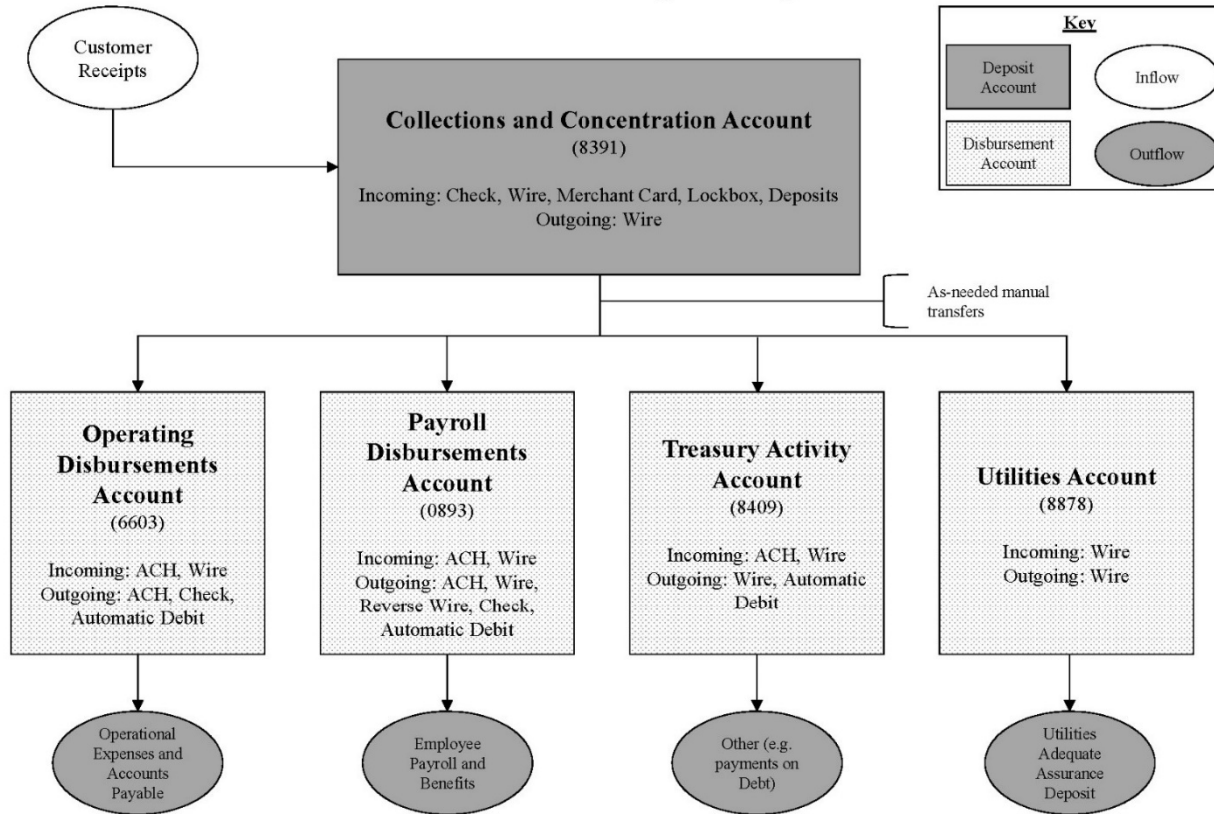 Customer
Receipts
Key
Deposit
Account
Inflow
Disbursement
Account
Outflow
Collections and Concentration Account
(8391)
Incoming: Check, Wire, Merchant Card, Lockbox, Deposits
Outgoing: Wire
As-needed manual
transfers
Operating
Disbursements
Account
(6603)
Incoming: ACH, Wire
Outgoing: ACH, Check,
Automatic Debit
Payroll
Disbursements
Account
(0893)
Incoming: ACH, Wire
Outgoing: ACH, Wire,
Reverse Wire, Check,
Automatic Debit
Treasury Activity
Account
(8409)
Incoming: ACH, Wire
Outgoing: Wire, Automatic
Debit
Utilities Account
(8878)
Incoming: Wire
Outgoing: Wire
Operational
Expenses and
Accounts
Payable
Employee
Payroll and
Benefits
Other (e.g.
payments on
Debt)
Utilities
Adequate
Assurance
Deposit